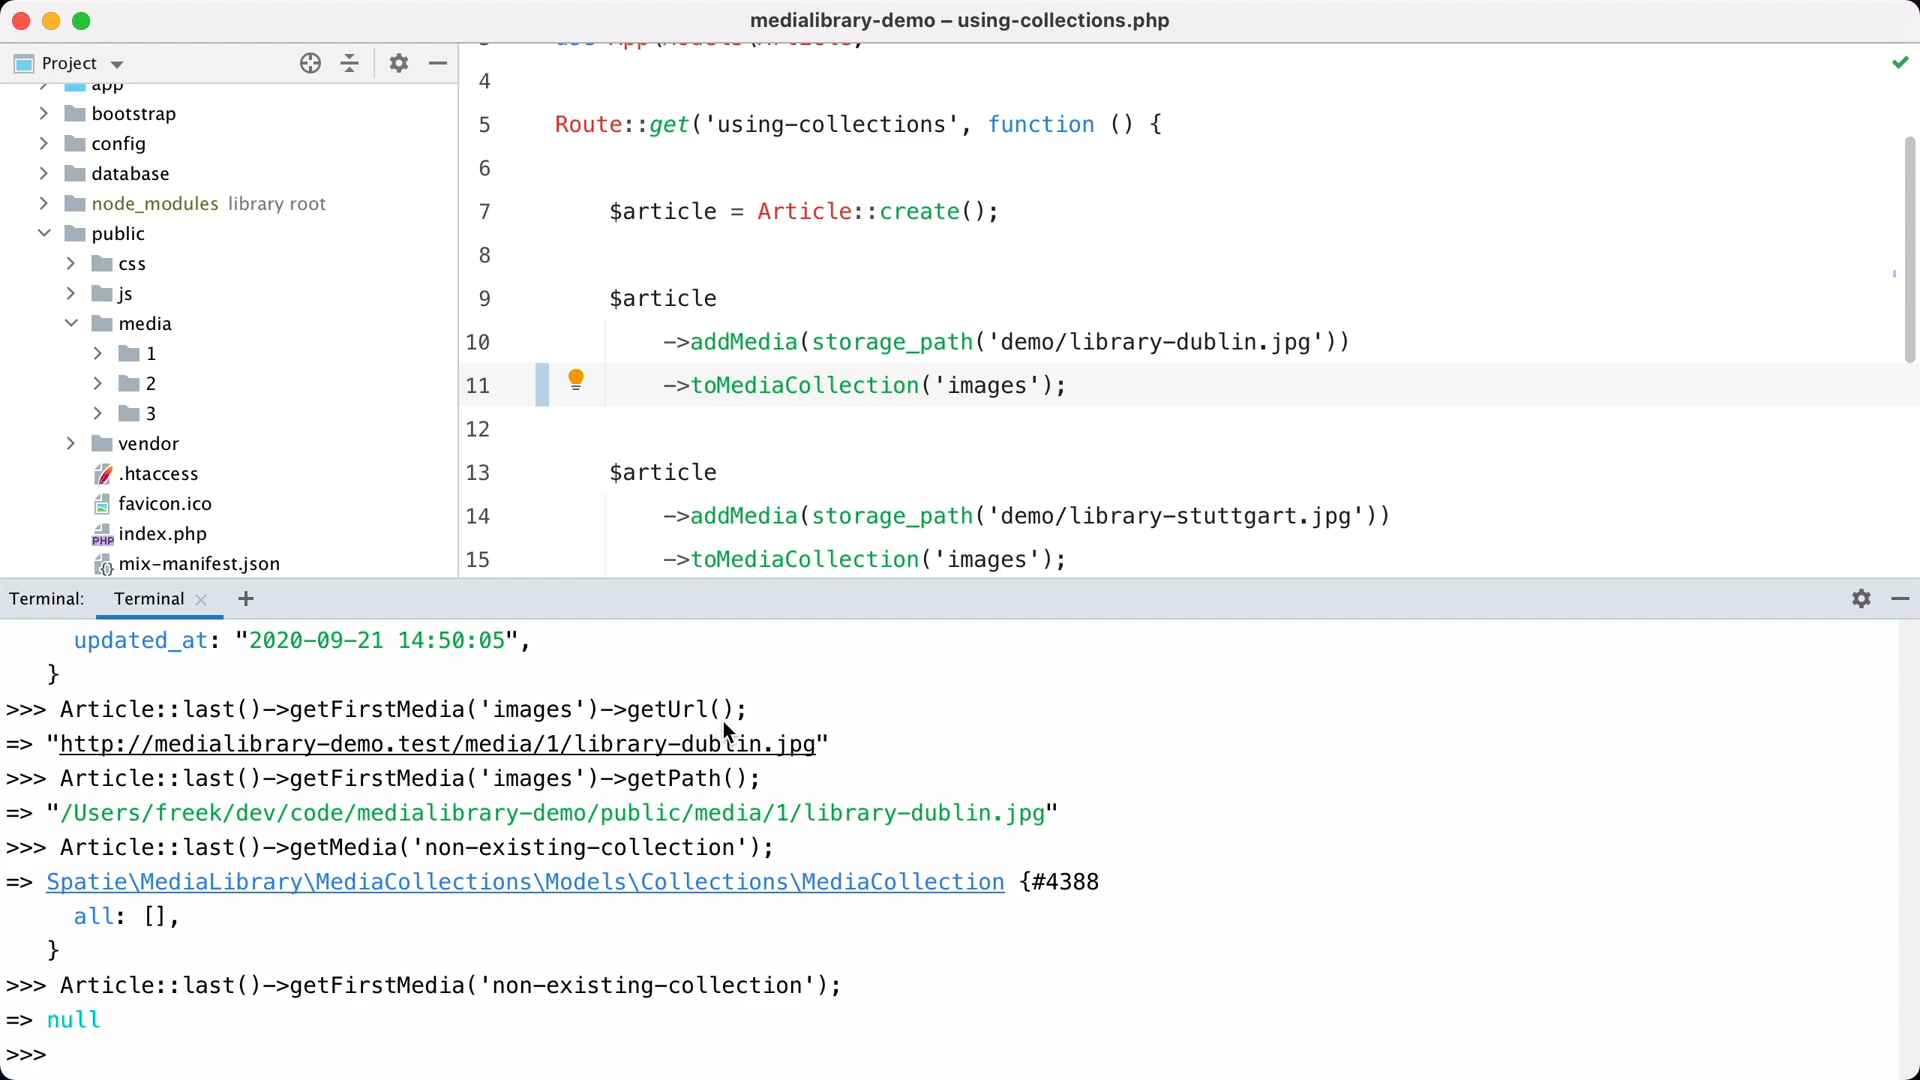 medialibrary-demo – using-collections.php
Project
app
bootstrap
config
database
node_modules library root
public
css
js
media
1
2
3
vendor
.htaccess
favicon.ico
index.php
mix-manifest.json
3 use App\Models\Article;
4
5 Route::get('using-collections', function () {
6
7 $article = Article::create();
8
9 $article
10 ->addMedia(storage_path('demo/library-dublin.jpg'))
11 ->toMediaCollection('images');
12
13 $article
14 ->addMedia(storage_path('demo/library-stuttgart.jpg'))
15 ->toMediaCollection('images');
Terminal: Terminal
updated_at: "2020-09-21 14:50:05",
}
>>> Article::last()->getFirstMedia('images')->getUrl();
=> "http://medialibrary-demo.test/media/1/library-dublin.jpg"
>>> Article::last()->getFirstMedia('images')->getPath();
=> "/Users/freek/dev/code/medialibrary-demo/public/media/1/library-dublin.jpg"
>>> Article::last()->getMedia('non-existing-collection');
=> Spatie\MediaLibrary\MediaCollections\Models\Collections\MediaCollection {#4388
all: [],
}
>>> Article::last()->getFirstMedia('non-existing-collection');
=> null
>>>